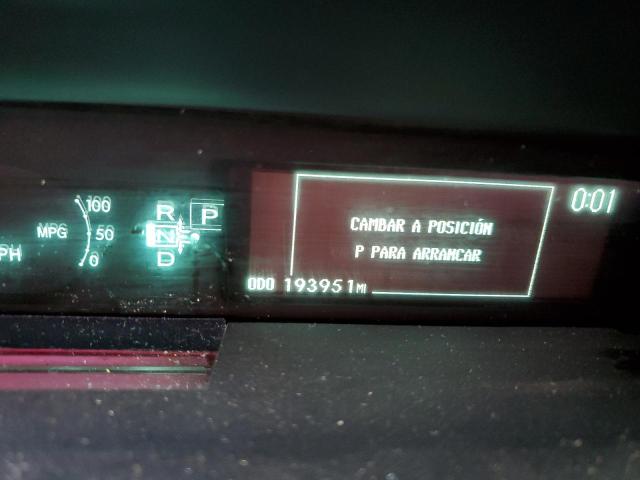 100
R P
MPG 50 N
PH 0 D
0:01
CAMBAR A POSICIÓN
P PARA ARRANCAR
ODO 193951 MI